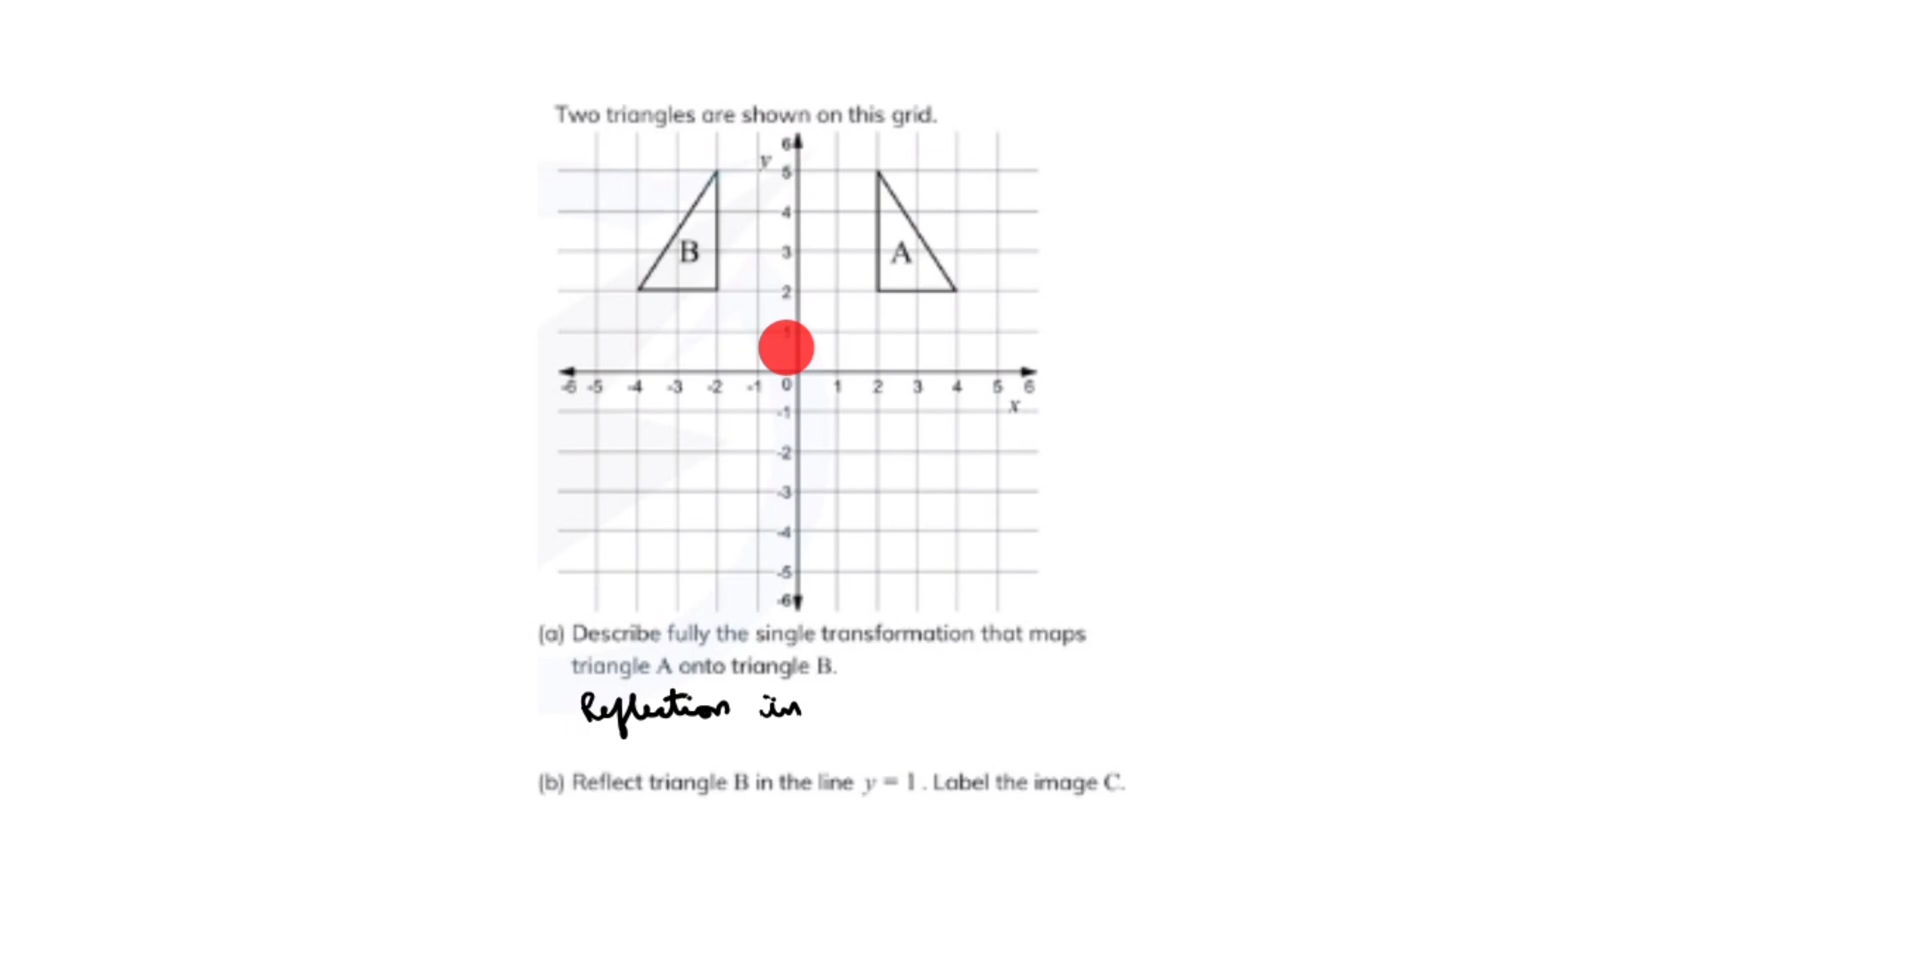 Two triangles are shown on this grid.
6
y
5
4
B
3
A
2
1
-6 -5 -4 -3 -2 -1 0 1 2 3 4 5 6
x
-1
-2
-3
-4
-5
-6
(a) Describe fully the single transformation that maps
triangle A onto triangle B.
Reflection in
(b) Reflect triangle B in the line y = 1. Label the image C.